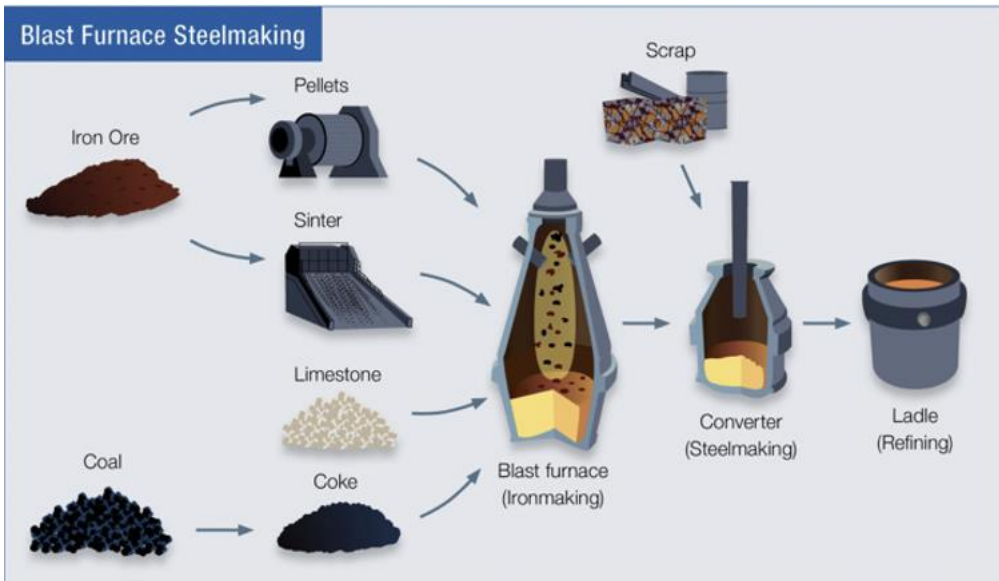 Blast Furnace Steelmaking
Scrap
Pellets
Iron Ore
Sinter
Limestone
Converter
(Steelmaking)
Ladle
(Refining)
Coal
Coke
Blast furnace
(Ironmaking)